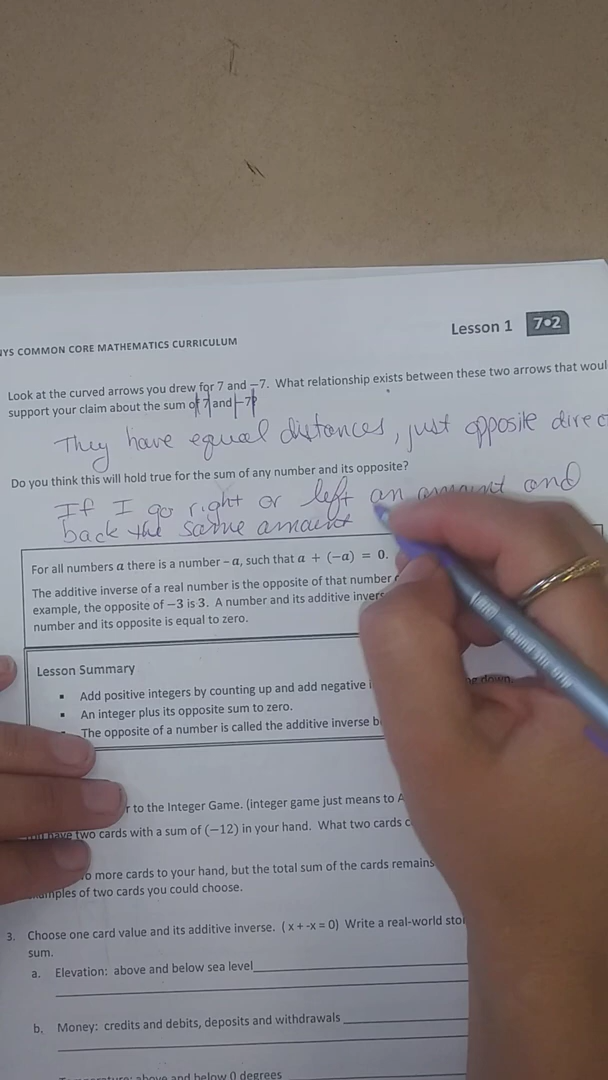 NYS COMMON CORE MATHEMATICS CURRICULUM
Lesson 1
7•2
Look at the curved arrows you drew for 7 and −7. What relationship exists between these two arrows that woul
support your claim about the sum of 7 and −7?
They have equal distances, just opposite direc
Do you think this will hold true for the sum of any number and its opposite?
If I go right or left an amount and
back the same amount
For all numbers a there is a number – a, such that a + (−a) = 0.
The additive inverse of a real number is the opposite of that number
example, the opposite of −3 is 3. A number and its additive invers
number and its opposite is equal to zero.
Lesson Summary
▪ Add positive integers by counting up and add negative i ng down.
▪ An integer plus its opposite sum to zero.
The opposite of a number is called the additive inverse b
r to the Integer Game. (integer game just means to A
You have two cards with a sum of (−12) in your hand. What two cards c
o more cards to your hand, but the total sum of the cards remains
amples of two cards you could choose.
3. Choose one card value and its additive inverse. (x + -x = 0) Write a real-world sto
sum.
a. Elevation: above and below sea level
b. Money: credits and debits, deposits and withdrawals
above and below 0 degrees